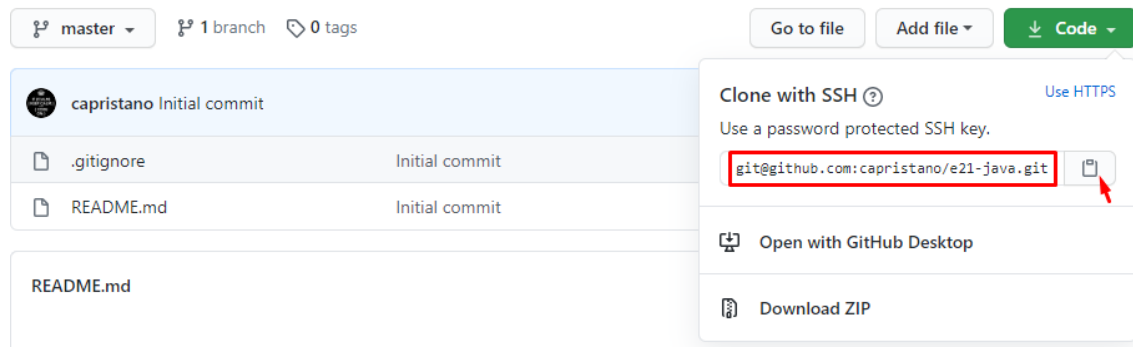 master 1 branch 0 tags Go to file Add file Code
capristano Initial commit
.gitignore Initial commit
README.md Initial commit
README.md
Clone with SSH Use HTTPS
Use a password protected SSH key.
git@github.com:capristano/e21-java.git
Open with GitHub Desktop
Download ZIP